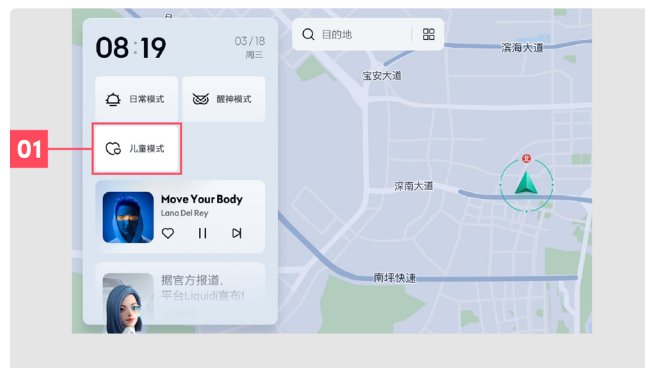 08:19
03/18
周三
目的地
日常模式
醒神模式
01
儿童模式
Move Your Body
Lana Del Rey
据官方报道,
平台Liquidi宣布!
滨海大道
宝安大道
北
深南大道
南坪快速